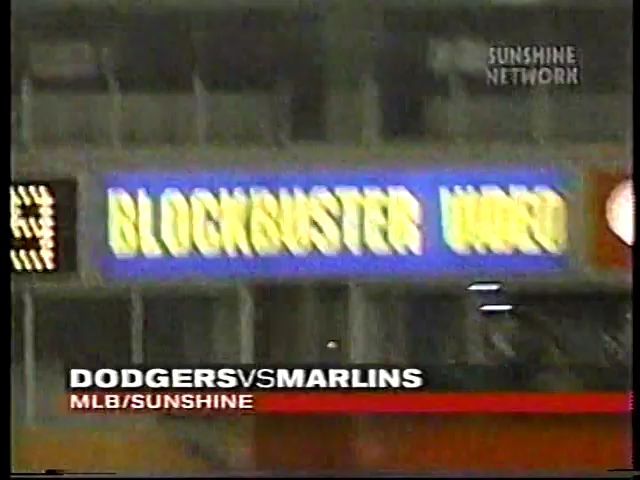 SUNSHINE
NETWORK
BLOCKBUSTER VIDEO
DODGERSVSMARLINS
MLB/SUNSHINE